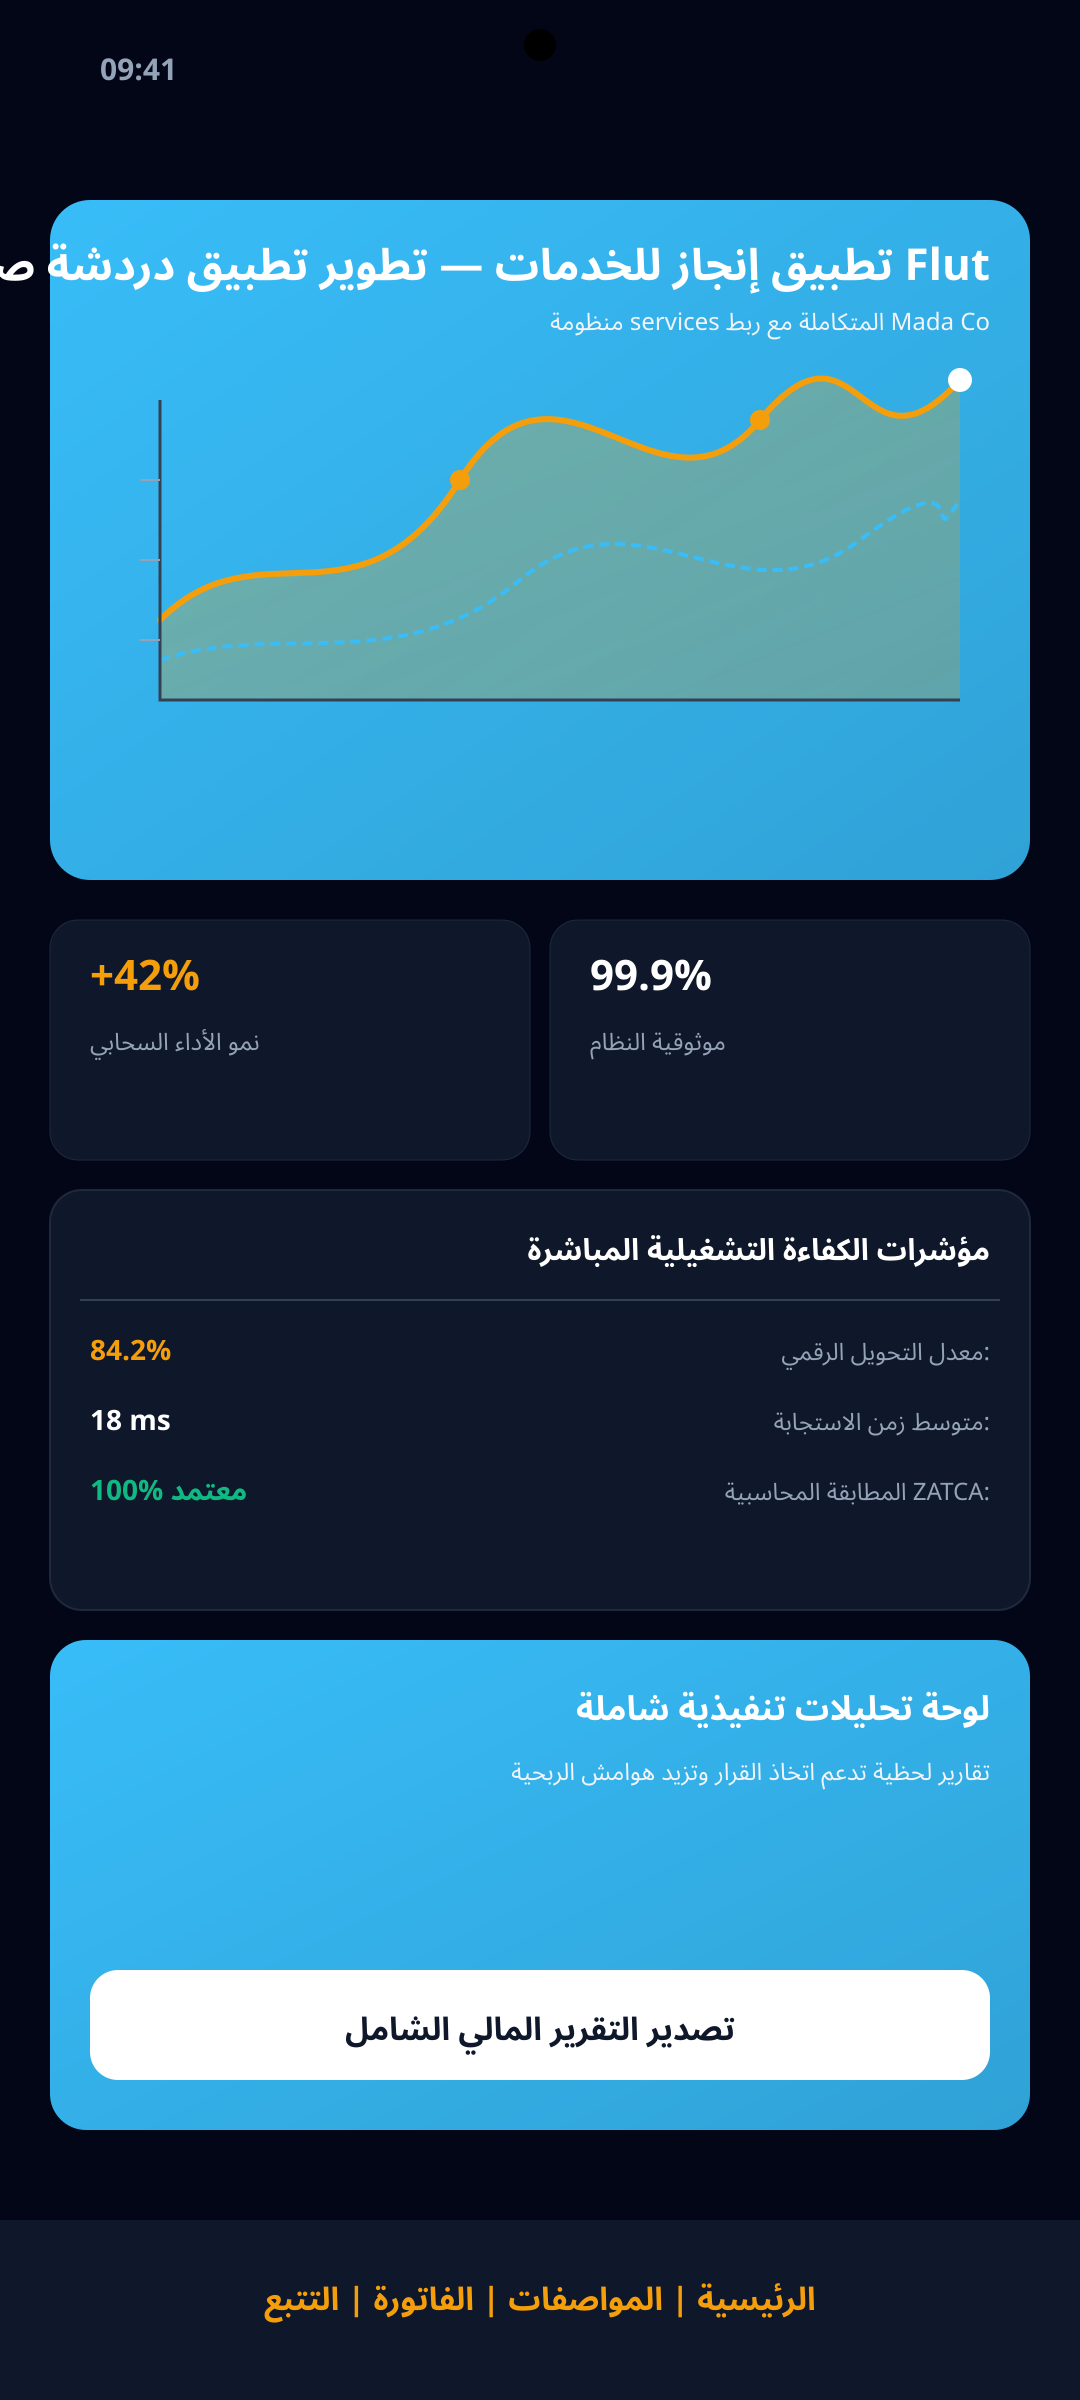 09:41
Flut تطبيق إنجاز للخدمات — تطوير تطبيق دردشة
Mada Co المتكاملة مع ربط services منظومة
+42%
99.9%
نمو الأداء السحابي
موثوقية النظام
مؤشرات الكفاءة التشغيلية المباشرة
:معدل التحويل الرقمي 84.2%
:متوسط زمن الاستجابة 18 ms
ZATCA: المطابقة المحاسبية 100% معتمد
لوحة تحليلات تنفيذية شاملة
تقارير لحظية تدعم اتخاذ القرار وتزيد هوامش الربحية
تصدير التقرير المالي الشامل
الرئيسية | المواصفات | الفاتورة | التتبع